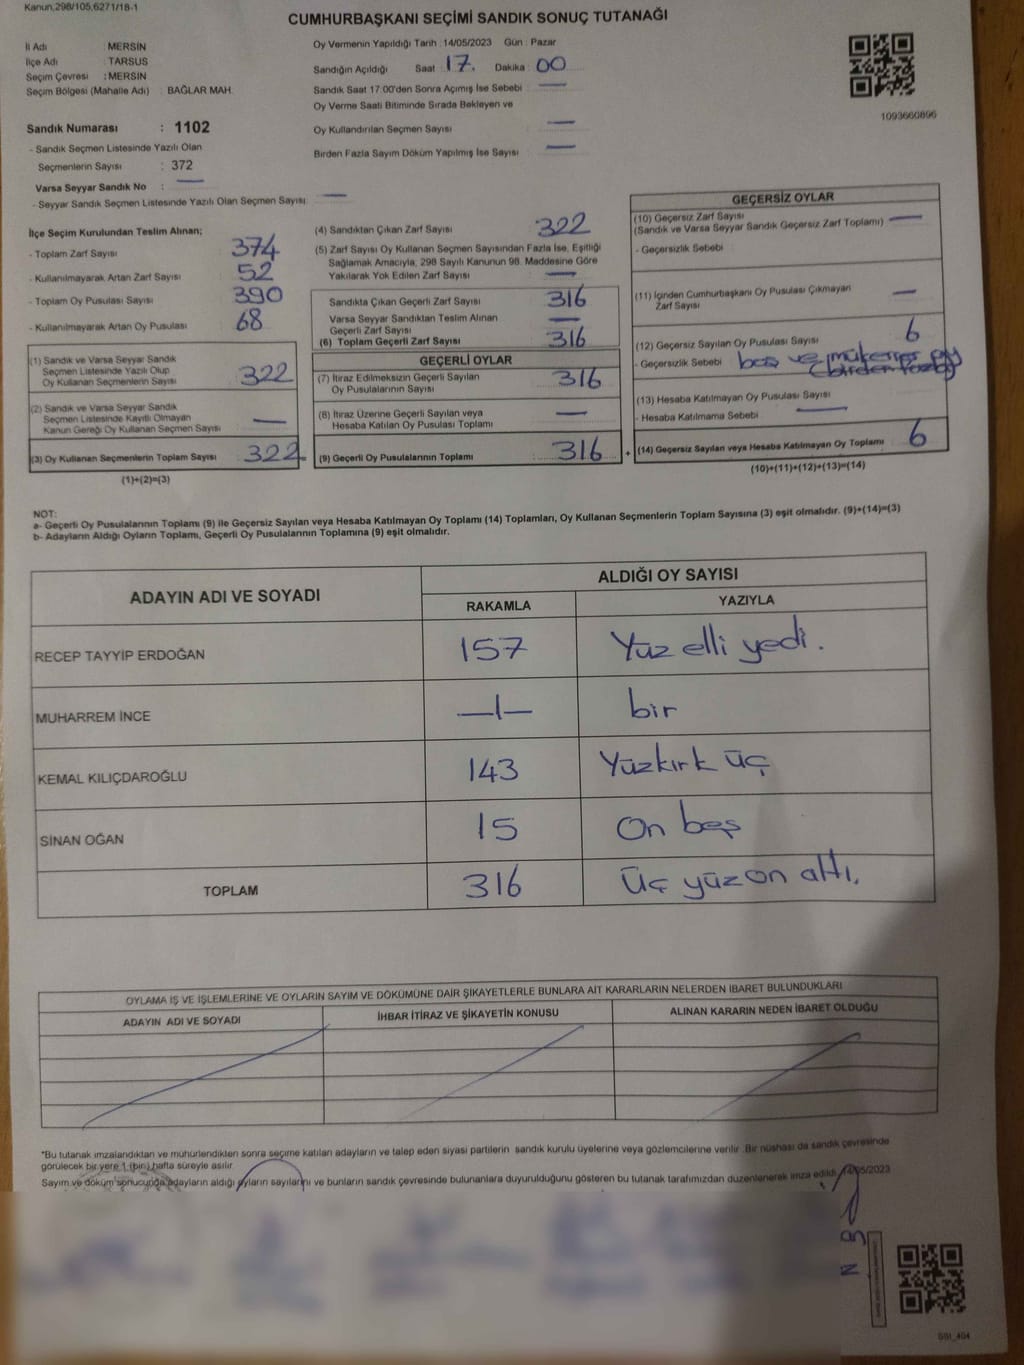 Kanun,298/105,6271/18-1
CUMHURBAŞKANI SEÇİMİ SANDIK SONUÇ TUTANAĞI
İl Adı : MERSİN
İlçe Adı : TARSUS
Seçim Çevresi : MERSİN
Seçim Bölgesi (Mahalle Adı) : BAĞLAR MAH.
Oy Vermenin Yapıldığı Tarih : 14/05/2023 Gün : Pazar
Sandığın Açıldığı Saat 17. Dakika : 00
Sandık Saat 17:00'den Sonra Açımış İse Sebebi : —
Oy Verme Saati Bitiminde Sırada Bekleyen ve
Oy Kullandırılan Seçmen Sayısı : —
Birden Fazla Sayım Döküm Yapılmış İse Sayısı : —
1093660896
Sandık Numarası : 1102
- Sandık Seçmen Listesinde Yazılı Olan
Seçmenlerin Sayısı : 372
Varsa Seyyar Sandık No : —
- Seyyar Sandık Seçmen Listesinde Yazılı Olan Seçmen Sayısı: —
İlçe Seçim Kurulundan Teslim Alınan;
- Toplam Zarf Sayısı 374
- Kullanılmayarak Artan Zarf Sayısı 52
- Toplam Oy Pusulası Sayısı 390
- Kullanılmayarak Artan Oy Pusulası 68
(1) Sandık ve Varsa Seyyar Sandık
Seçmen Listesinde Yazılı Olup
Oy Kullanan Seçmenlerin Sayısı 322
(2) Sandık ve Varsa Seyyar Sandık
Seçmen Listesinde Kayıtlı Olmayan
Kanun Gereği Oy Kullanan Seçmen Sayısı —
(3) Oy Kullanan Seçmenlerin Toplam Sayısı 322
(1)+(2)=(3)
(4) Sandıktan Çıkan Zarf Sayısı 322
(5) Zarf Sayısı Oy Kullanan Seçmen Sayısından Fazla İse, Eşitliği
Sağlamak Amacıyla, 298 Sayılı Kanunun 98. Maddesine Göre
Yakılarak Yok Edilen Zarf Sayısı —
Sandıkta Çıkan Geçerli Zarf Sayısı 316
Varsa Seyyar Sandıktan Teslim Alınan
Geçerli Zarf Sayısı —
(6) Toplam Geçerli Zarf Sayısı 316
GEÇERLİ OYLAR
(7) İtiraz Edilmeksizin Geçerli Sayılan
Oy Pusulasının Sayısı 316
(8) İtiraz Üzerine Geçerli Sayılan veya
Hesaba Katılan Oy Pusulası Toplamı —
(9) Geçerli Oy Pusulalarının Toplamı 316
GEÇERSİZ OYLAR
(10) Geçersiz Zarf Sayısı
(Sandık ve Varsa Seyyar Sandık Geçersiz Zarf Toplamı) —
- Geçersizlik Sebebi :
(11) İçinden Cumhurbaşkanı Oy Pusulası Çıkmayan
Zarf Sayısı —
(12) Geçersiz Sayılan Oy Pusulası Sayısı 6
- Geçersizlik Sebebi : boş ve mükerrer oy
(birden fazla)
(13) Hesaba Katılmayan Oy Pusulası Sayısı
- Hesaba Katılmama Sebebi : —
+ (14) Geçersiz Sayılan veya Hesaba Katılmayan Oy Toplamı 6
(10)+(11)+(12)+(13)=(14)
NOT:
a- Geçerli Oy Pusulalarının Toplamı (9) ile Geçersiz Sayılan veya Hesaba Katılmayan Oy Toplamı (14) Toplamları, Oy Kullanan Seçmenlerin Toplam Sayısına (3) eşit olmalıdır. (9)+(14)=(3)
b- Adayların Aldığı Oyların Toplamı, Geçerli Oy Pusulalarının Toplamına (9) eşit olmalıdır.
ADAYIN ADI VE SOYADI ALDIĞI OY SAYISI
RAKAMLA YAZIYLA
RECEP TAYYİP ERDOĞAN 157 Yüz elli yedi.
MUHARREM İNCE —1— bir
KEMAL KILIÇDAROĞLU 143 Yüzkırk üç
SİNAN OĞAN 15 On beş
TOPLAM 316 Üç yüz on altı.
OYLAMA İŞ VE İŞLEMLERİNE VE OYLARIN SAYIM VE DÖKÜMÜNE DAİR ŞİKAYETLERLE BUNLARA AİT KARARLARIN NELERDEN İBARET BULUNDUKLARI
ADAYIN ADI VE SOYADI İHBAR İTİRAZ VE ŞİKAYETİN KONUSU ALINAN KARARIN NEDEN İBARET OLDUĞU
*Bu tutanak imzalandıktan ve mühürlendikten sonra seçime katılan adayların ve talep eden siyasi partilerin sandık kurulu üyelerine veya gözlemcilerine verilir. Bir nüshası da sandık çevresinde
görülecek bir yere 1 (bir) hafta süreyle asılır.
Sayım ve döküm sonucunda adayların aldığı oyların sayılarını ve bunların sandık çevresinde bulunanlara duyurulduğunu gösteren bu tutanak tarafımızdan düzenlenerek imza edildi. 14/05/2023
SSI_404